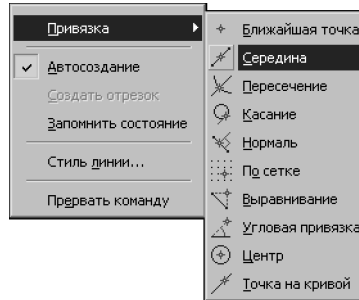 Привязка
Автосоздание
Создать отрезок
Запомнить состояние
Стиль линии...
Прервать команду
Ближайшая точка
Середина
Пересечение
Касание
Нормаль
По сетке
Выравнивание
Угловая привязка
Центр
Точка на кривой